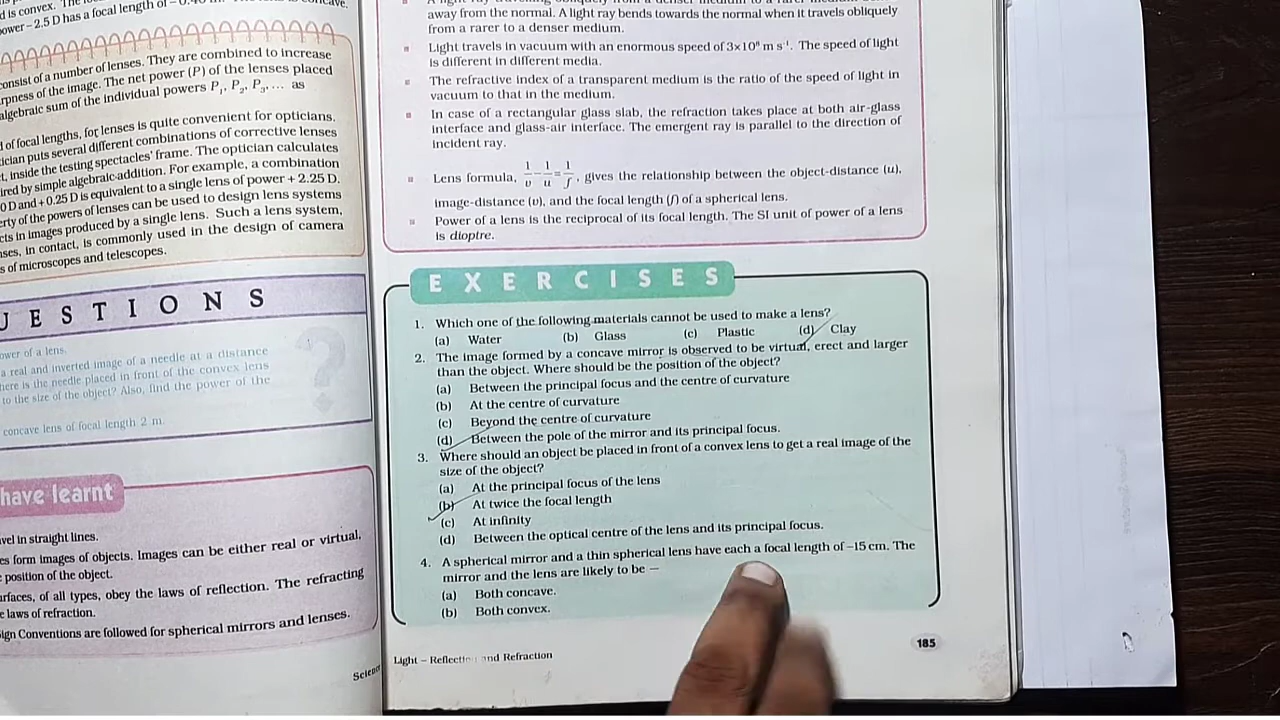 d is convex. The
concave.
power – 2.5 D has a focal length of – 0.40
consist of a number of lenses. They are combined to increase
rpness of the image. The net power (P) of the lenses placed
algebraic sum of the individual powers P₁, P₂, P₃, … as
l of focal lengths, for lenses is quite convenient for opticians.
ician puts several different combinations of corrective lenses
t, inside the testing spectacles' frame. The optician calculates
ired by simple algebraic addition. For example, a combination
0 D and + 0.25 D is equivalent to a single lens of power + 2.25 D.
erty of the powers of lenses can be used to design lens systems
cts in images produced by a single lens. Such a lens system,
nses, in contact, is commonly used in the design of camera
s of microscopes and telescopes.
U E S T I O N S
ower of a lens.
a real and inverted image of a needle at a distance
here is the needle placed in front of the convex lens
to the size of the object? Also, find the power of the
concave lens of focal length 2 m.
have learnt
vel in straight lines.
es form images of objects. Images can be either real or virtual,
position of the object.
urfaces, of all types, obey the laws of reflection. The refracting
e laws of refraction.
ign Conventions are followed for spherical mirrors and lenses.
Scienc
away from the normal. A light ray bends towards the normal when it travels obliquely
from a rarer to a denser medium.
Light travels in vacuum with an enormous speed of 3×10⁸ m s⁻¹. The speed of light
is different in different media.
The refractive index of a transparent medium is the ratio of the speed of light in
vacuum to that in the medium.
In case of a rectangular glass slab, the refraction takes place at both air-glass
interface and glass-air interface. The emergent ray is parallel to the direction of
incident ray.
Lens formula, 1/v – 1/u = 1/f, gives the relationship between the object-distance (u),
image-distance (v), and the focal length (f) of a spherical lens.
Power of a lens is the reciprocal of its focal length. The SI unit of power of a lens
is dioptre.
E X E R C I S E S
1. Which one of the following materials cannot be used to make a lens?
(a) Water (b) Glass (c) Plastic (d) Clay
2. The image formed by a concave mirror is observed to be virtual, erect and larger
than the object. Where should be the position of the object?
(a) Between the principal focus and the centre of curvature
(b) At the centre of curvature
(c) Beyond the centre of curvature
(d) Between the pole of the mirror and its principal focus.
3. Where should an object be placed in front of a convex lens to get a real image of the
size of the object?
(a) At the principal focus of the lens
(b) At twice the focal length
(c) At infinity
(d) Between the optical centre of the lens and its principal focus.
4. A spherical mirror and a thin spherical lens have each a focal length of –15 cm. The
mirror and the lens are likely to be —
(a) Both concave.
(b) Both convex.
Light – Reflection and Refraction
185